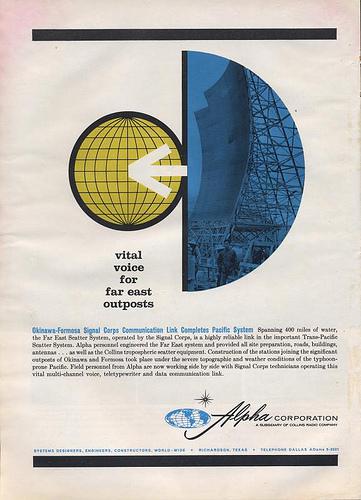 vital
voice
for
far east
outposts
Okinawa-Formosa Signal Corps Communication Link Completes Pacific System Spanning 400 miles of water,
the Far East Scatter System, operated by the Signal Corps, is a highly reliable link in the important Trans-Pacific
Scatter System. Alpha personnel engineered the Far East system and provided all site preparation, roads, buildings,
antennas . . . as well as the Collins tropospheric scatter equipment. Construction of the stations joining the significant
outposts of Okinawa and Formosa took place under the severe topographic and weather conditions of the typhoon-
prone Pacific. Field personnel from Alpha are now working side by side with Signal Corps technicians operating this
vital multi-channel voice, teletypewriter and data communication link.
Alpha CORPORATION
A SUBSIDIARY OF COLLINS RADIO COMPANY
SYSTEMS DESIGNERS, ENGINEERS, CONSTRUCTORS, WORLD-WIDE • RICHARDSON, TEXAS • TELEPHONE DALLAS ADams 5-2331